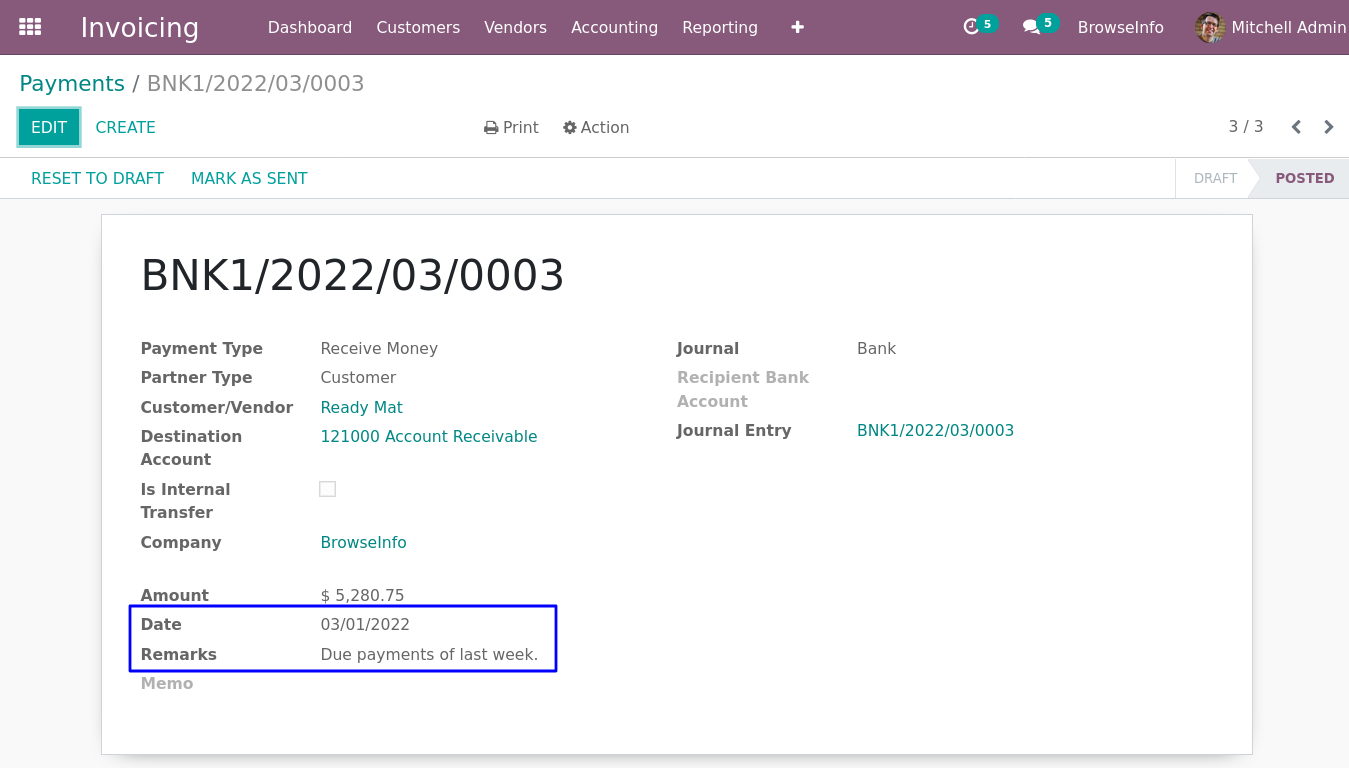 Invoicing Dashboard Customers Vendors Accounting Reporting 5 5 BrowseInfo Mitchell Admin
Payments / BNK1/2022/03/0003
EDIT CREATE Print Action 3 / 3
RESET TO DRAFT MARK AS SENT DRAFT POSTED
BNK1/2022/03/0003
Payment Type Receive Money
Partner Type Customer
Customer/Vendor Ready Mat
Destination Account 121000 Account Receivable
Is Internal Transfer
Company BrowseInfo
Journal Bank
Recipient Bank Account
Journal Entry BNK1/2022/03/0003
Amount $ 5,280.75
Date 03/01/2022
Remarks Due payments of last week.
Memo